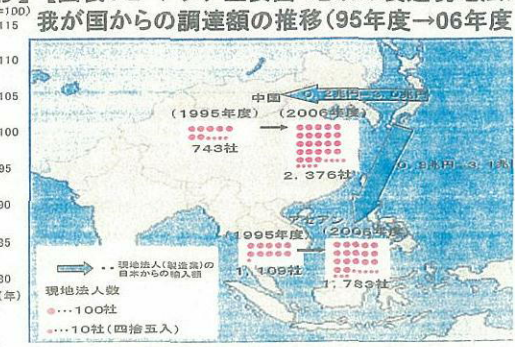 =100)
115
我が国からの調達額の推移(95年度→06年度
110
105
100
95
90
85
80
(年)
中国
(1995年度) (2006年度)
743社
2,376社
アセアン
(1995年度) (2006年度)
1,109社
1,783社
‥現地法人(製造業)の
日本からの輸入額
現地法人数
…100社
…10社(四捨五入)